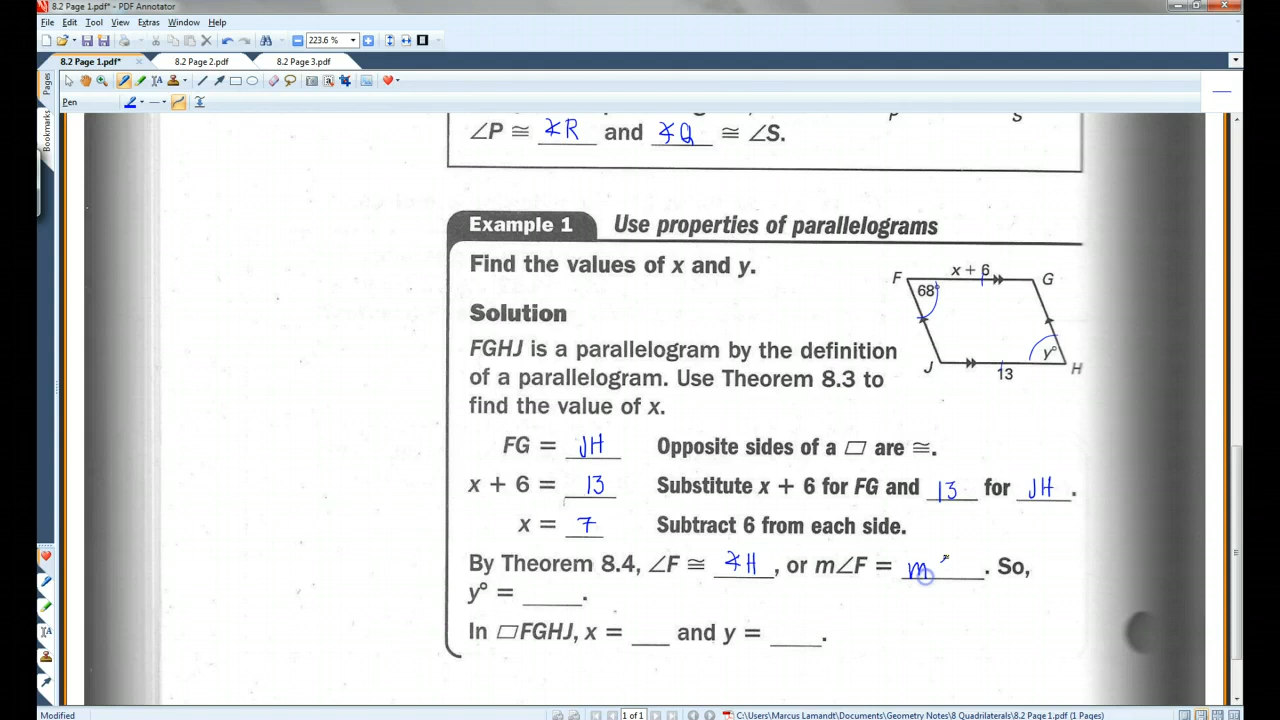 8.2 Page 1.pdf* - PDF Annotator
File Edit Tool View Extras Window Help
223.6 %
8.2 Page 1.pdf* 8.2 Page 2.pdf 8.2 Page 3.pdf
Pages
Pen
Bookmarks
P S
∠P ≅ ∡R and ∡Q ≅ ∠S.
Example 1 Use properties of parallelograms
Find the values of x and y.
F x + 6 G
68°
y°
J 13 H
Solution
FGHJ is a parallelogram by the definition
of a parallelogram. Use Theorem 8.3 to
find the value of x.
FG = JH Opposite sides of a ▱ are ≅.
x + 6 = 13 Substitute x + 6 for FG and 13 for JH.
x = 7 Subtract 6 from each side.
By Theorem 8.4, ∠F ≅ ∡H, or m∠F = m____. So,
y° = ____.
In ▱FGHJ, x = ___ and y = ____.
Modified 1 of 1 C:\Users\Marcus Lamandt\Documents\Geometry Notes\8 Quadrilaterals\8.2 Page 1.pdf (1 Pages)